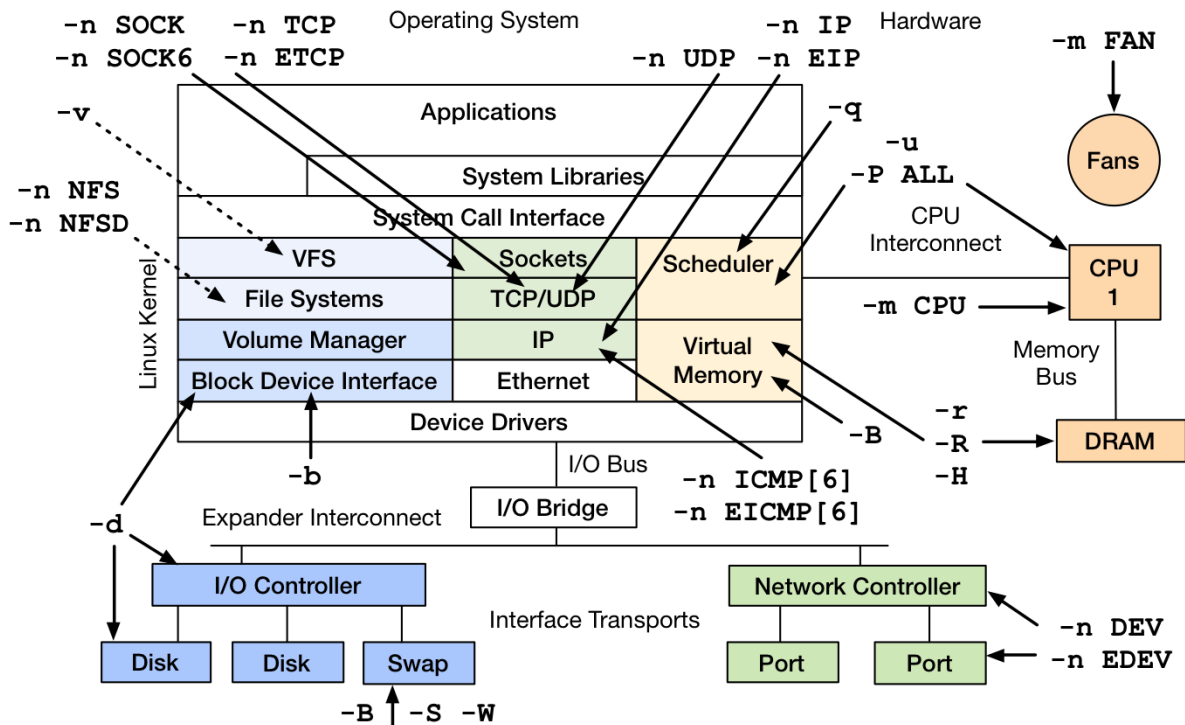 -n SOCK
-n SOCK6
-n TCP
-n ETCP
Operating System
-n UDP
-n IP
-n EIP
Hardware
-m FAN
-v
Applications
-q
-u
-P ALL
Fans
-n NFS
-n NFSD
System Libraries
System Call Interface
CPU
Interconnect
Linux Kernel
VFS
Sockets
Scheduler
File Systems
TCP/UDP
CPU
1
-m CPU
Volume Manager
IP
Virtual
Memory
Memory
Bus
Block Device Interface
Ethernet
Device Drivers
-B
-r
-R
-H
DRAM
-b
I/O Bus
-n ICMP[6]
-n EICMP[6]
I/O Bridge
Expander Interconnect
-d
I/O Controller
Network Controller
Interface Transports
-n DEV
-n EDEV
Disk
Disk
Swap
Port
Port
-B
-S
-W